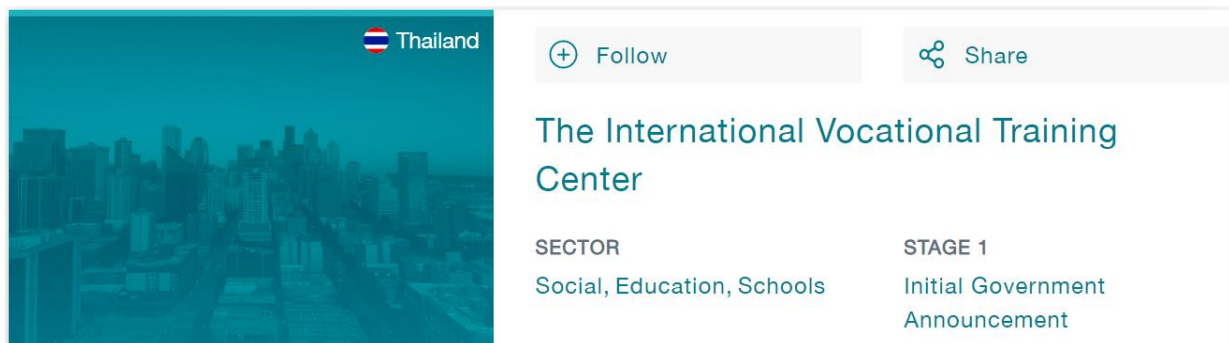 Thailand
Follow
Share
The International Vocational Training
Center
SECTOR
Social, Education, Schools
STAGE 1
Initial Government
Announcement